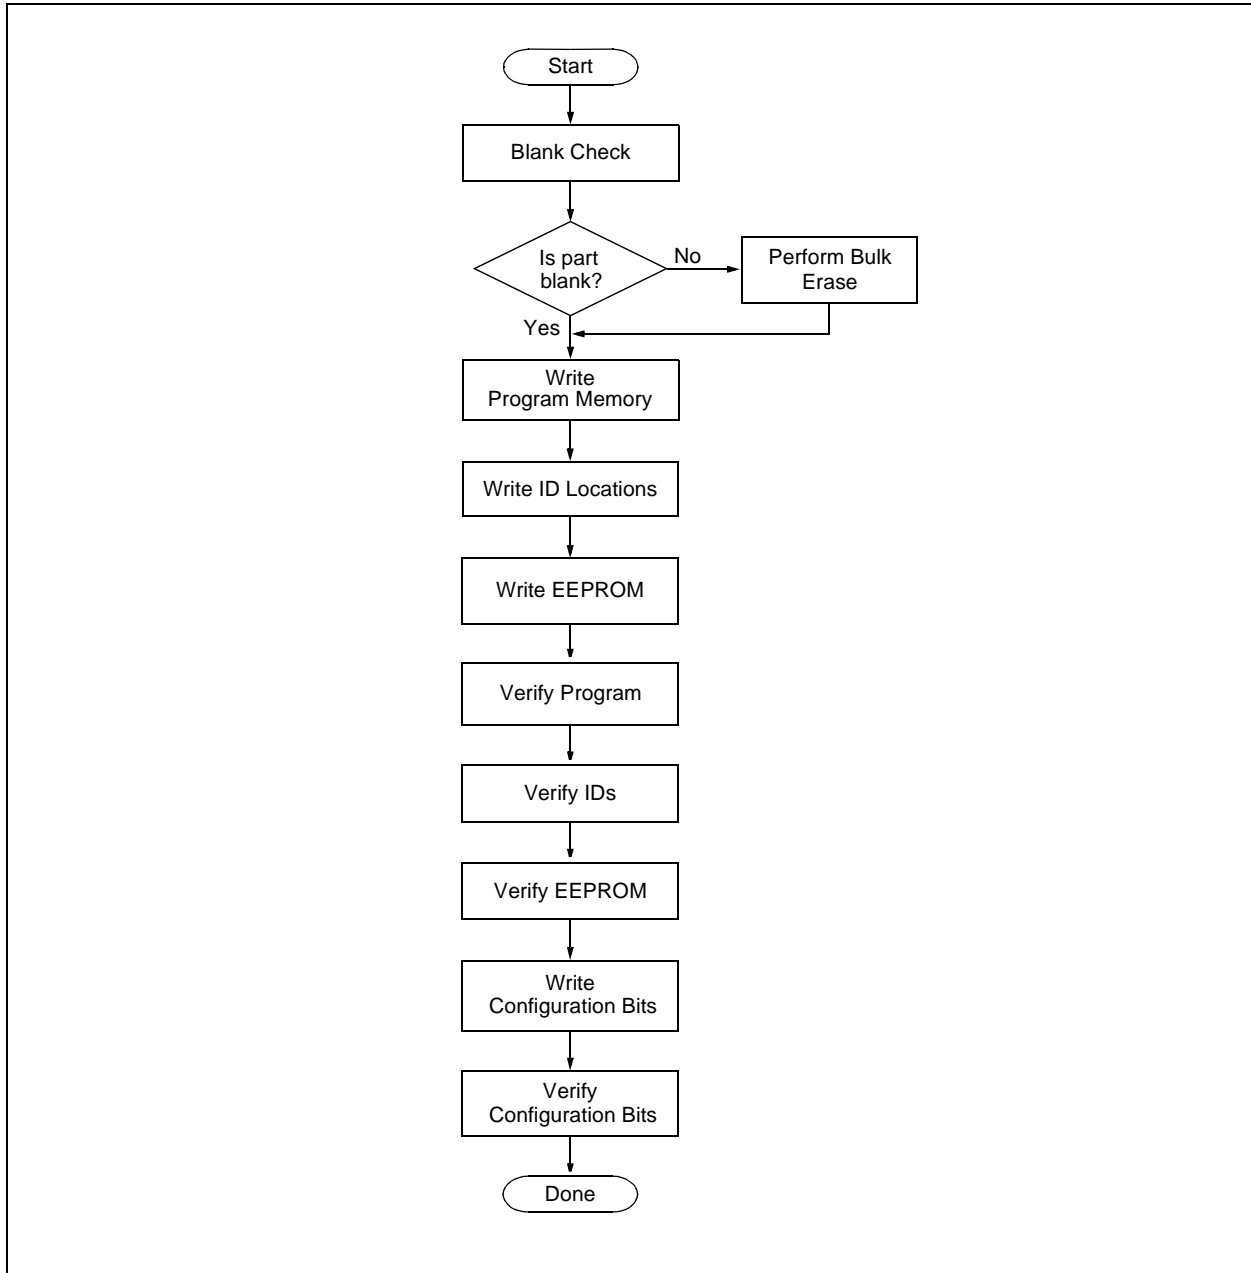 Start
Blank Check
Is part
blank?
No
Perform Bulk
Erase
Yes
Write
Program Memory
Write ID Locations
Write EEPROM
Verify Program
Verify IDs
Verify EEPROM
Write
Configuration Bits
Verify
Configuration Bits
Done